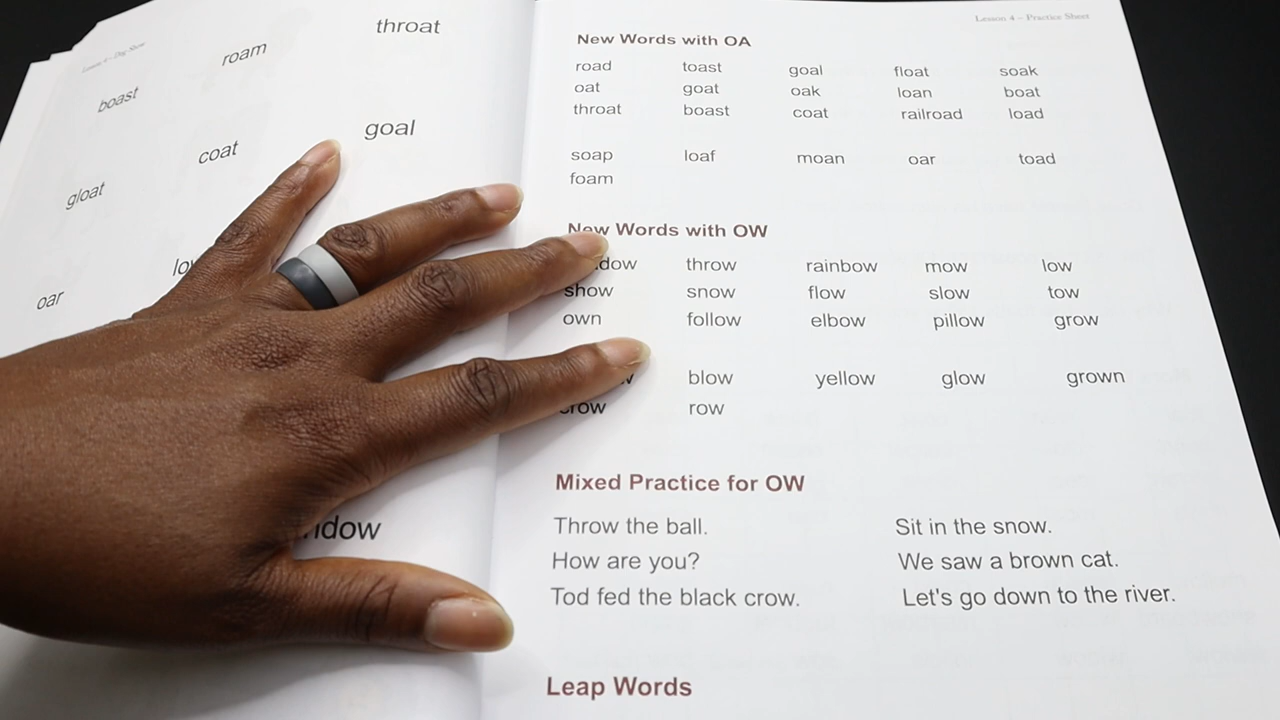 throat
roam
boast
goal
coat
gloat
oar
Lesson 4 – Practice Sheet
New Words with OA
road toast goal float soak
oat goat oak loan boat
throat boast coat railroad load
soap loaf moan oar toad
foam
New Words with OW
throw rainbow mow low
show snow flow slow tow
own follow elbow pillow grow
blow yellow glow grown
crow row
Mixed Practice for OW
Throw the ball. Sit in the snow.
How are you? We saw a brown cat.
Tod fed the black crow. Let's go down to the river.
Leap Words